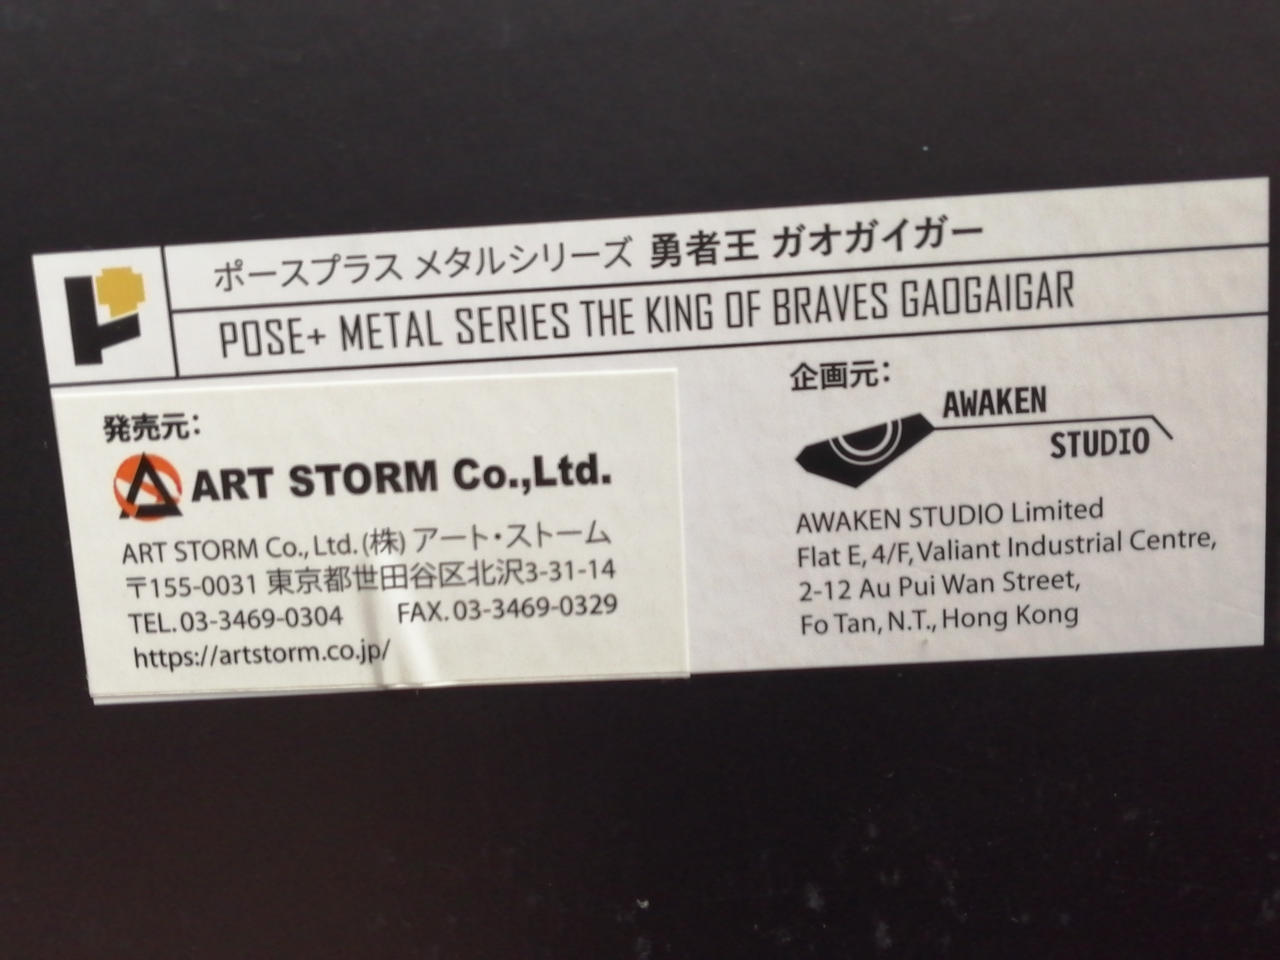 ポースプラス メタルシリーズ 勇者王 ガオガイガー
POSE+ METAL SERIES THE KING OF BRAVES GAOGAIGAR
発売元:
ART STORM Co.,Ltd.
ART STORM Co., Ltd. (株) アート・ストーム
〒155-0031 東京都世田谷区北沢3-31-14
TEL. 03-3469-0304 FAX. 03-3469-0329
https://artstorm.co.jp/
企画元:
AWAKEN
STUDIO
AWAKEN STUDIO Limited
Flat E, 4/F, Valiant Industrial Centre,
2-12 Au Pui Wan Street,
Fo Tan, N.T., Hong Kong